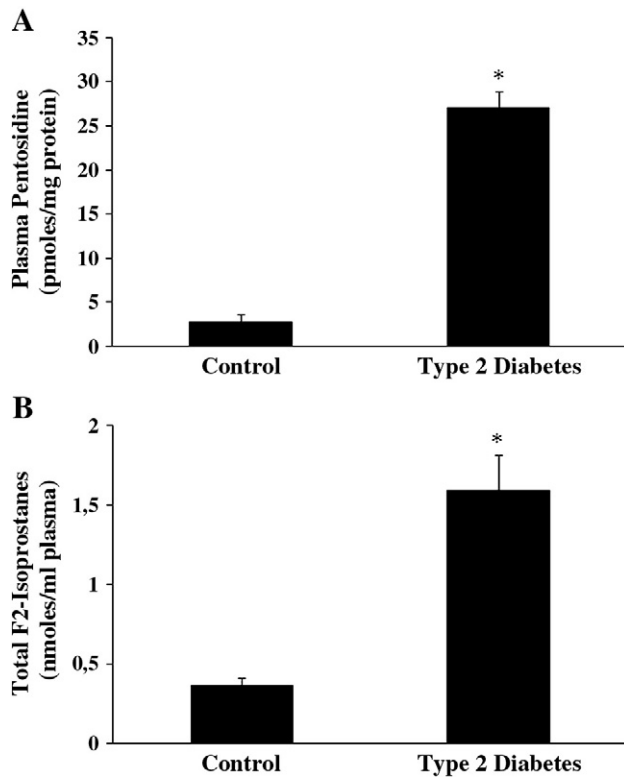 A
Plasma Pentosidine
(pmoles/mg protein)
35
30
25
20
15
10
5
0
*
Control
Type 2 Diabetes
B
Total F2-Isoprostanes
(nmoles/ml plasma)
2
1,5
1
0,5
0
*
Control
Type 2 Diabetes